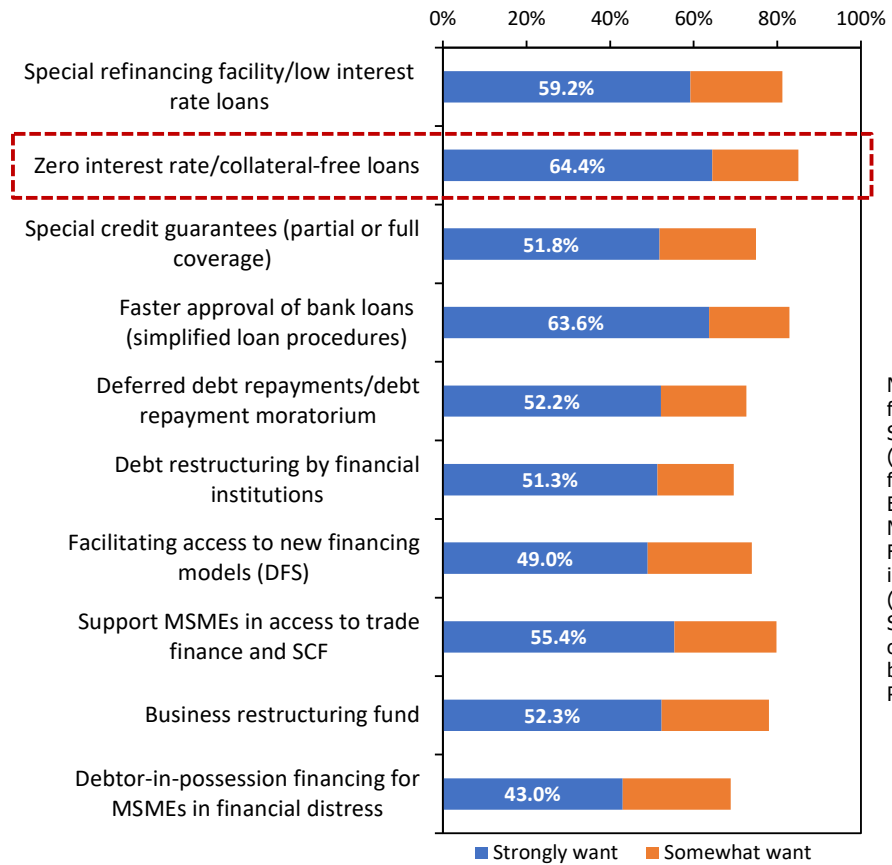 0% 20% 40% 60% 80% 100%
Special refinancing facility/low interest
rate loans
59.2%
Zero interest rate/collateral-free loans
64.4%
Special credit guarantees (partial or full
coverage)
51.8%
Faster approval of bank loans
(simplified loan procedures)
63.6%
Deferred debt repayments/debt
repayment moratorium
52.2%
Debt restructuring by financial
institutions
51.3%
Facilitating access to new financing
models (DFS)
49.0%
Support MSMEs in access to trade
finance and SCF
55.4%
Business restructuring fund
52.3%
Debtor-in-possession financing for
MSMEs in financial distress
43.0%
Strongly want Somewhat want